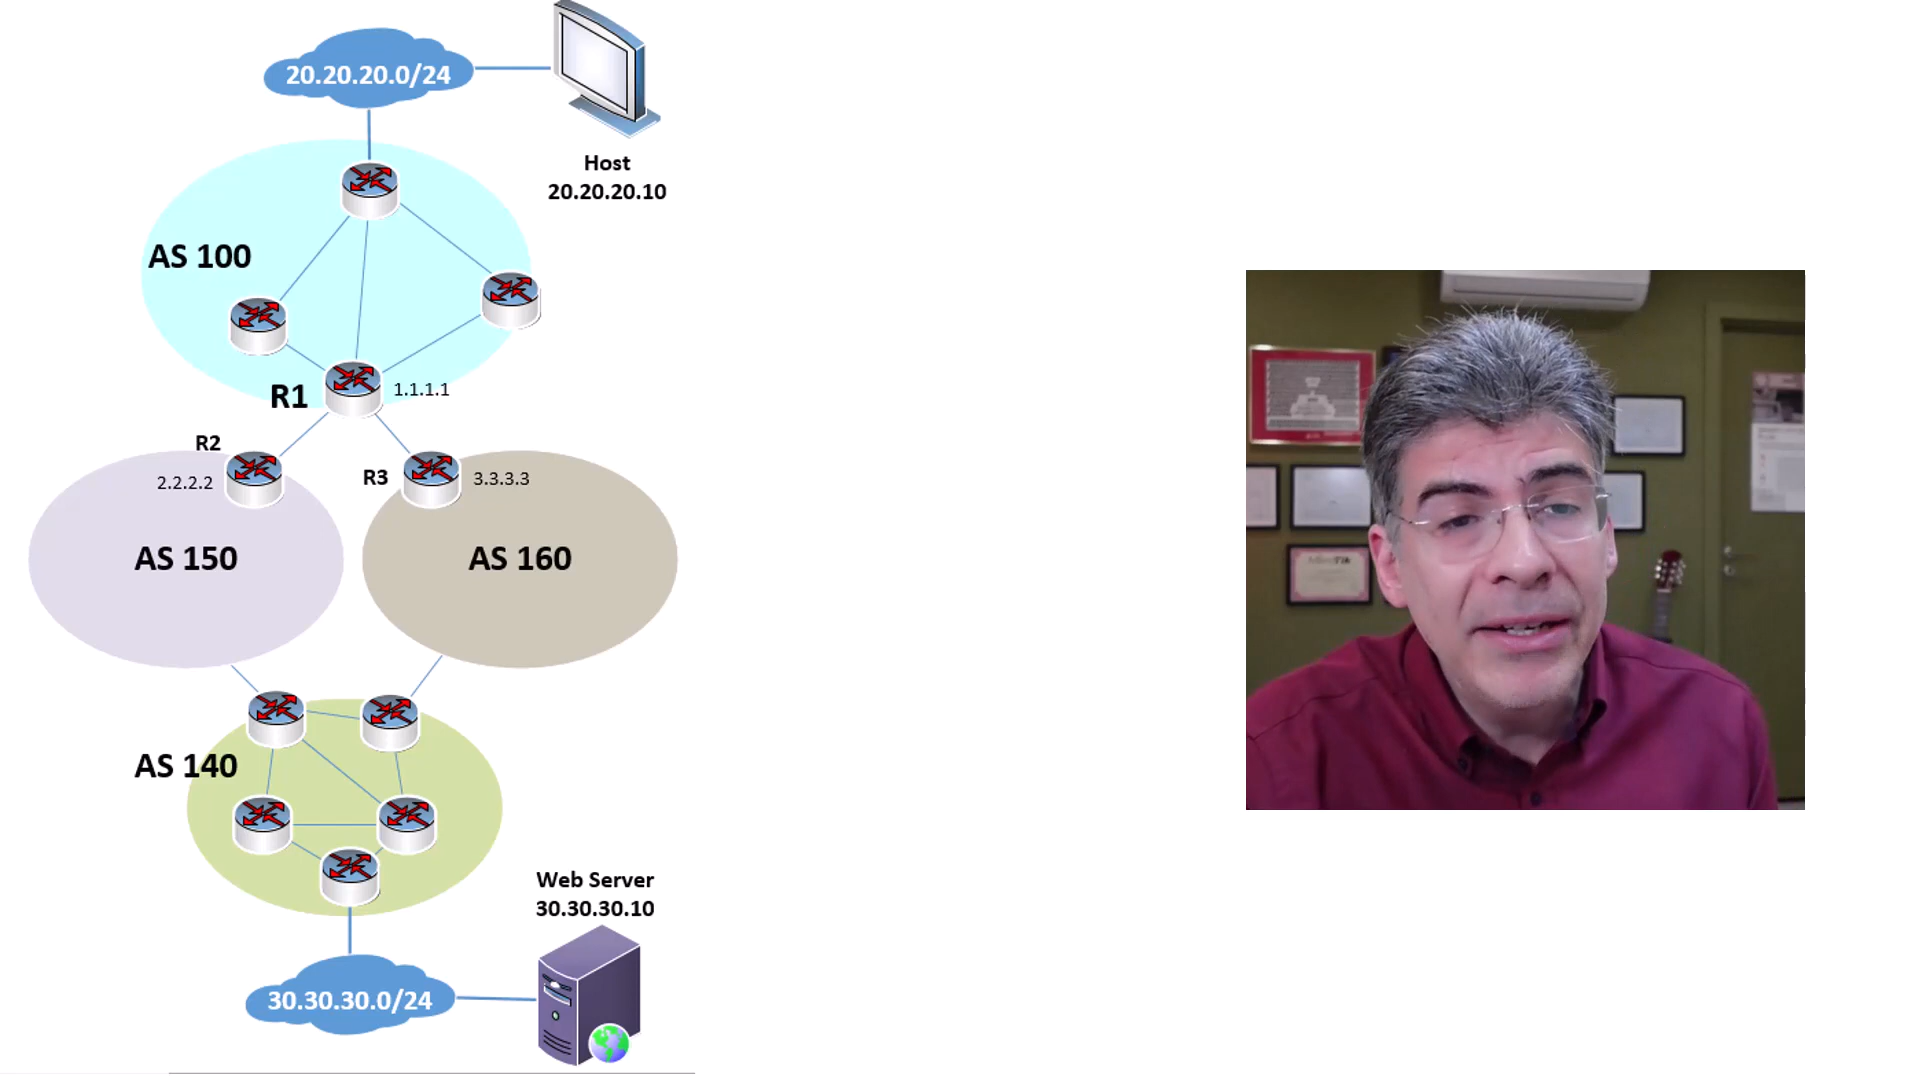 20.20.20.0/24
Host
20.20.20.10
AS 100
R1
1.1.1.1
R2
2.2.2.2
R3
3.3.3.3
AS 150
AS 160
AS 140
Web Server
30.30.30.10
30.30.30.0/24